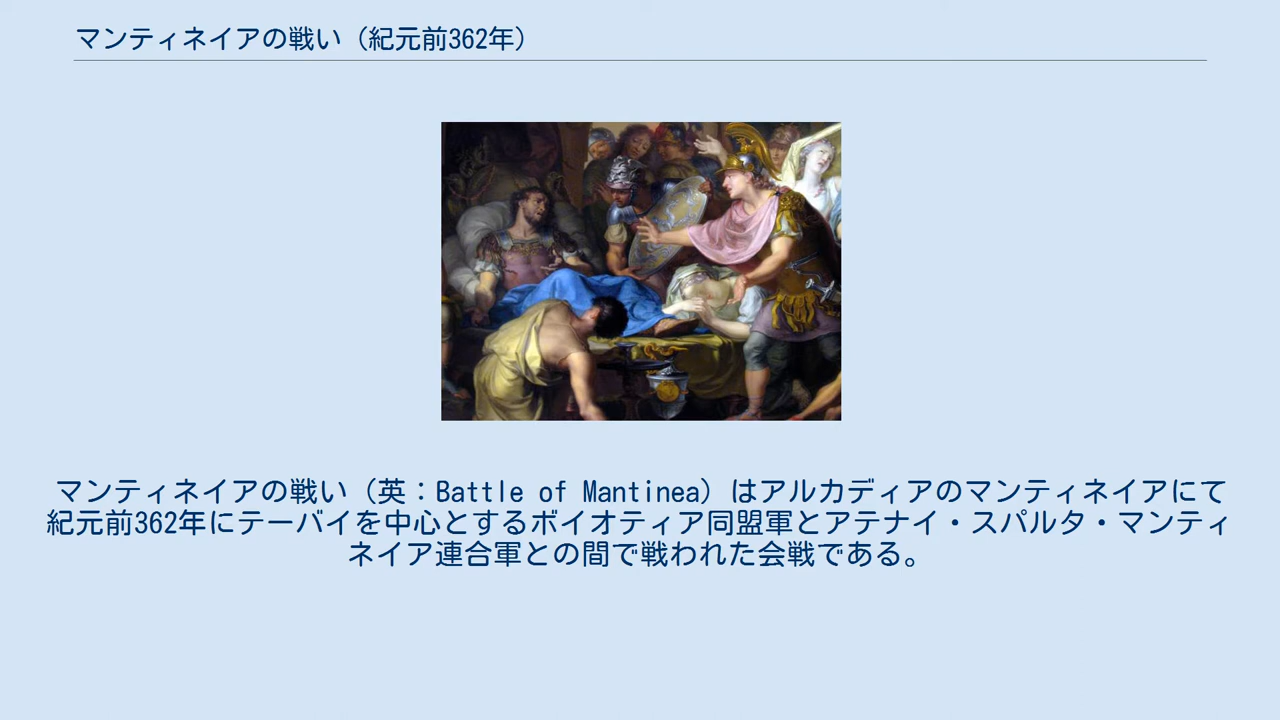 マンティネイアの戦い（紀元前362年）
マンティネイアの戦い（英：Battle of Mantinea）はアルカディアのマンティネイアにて
紀元前362年にテーバイを中心とするボイオティア同盟軍とアテナイ・スパルタ・マンティ
ネイア連合軍との間で戦われた会戦である。